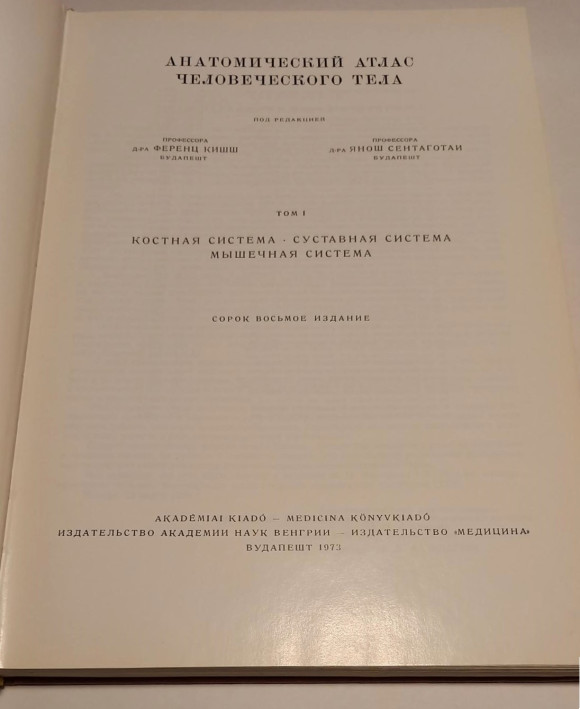 АНАТОМИЧЕСКИЙ АТЛАС
ЧЕЛОВЕЧЕСКОГО ТЕЛА
ПОД РЕДАКЦИЕЙ
ПРОФЕССОРА
Д-РА ФЕРЕНЦ КИШШ
БУДАПЕШТ
ПРОФЕССОРА
Д-РА ЯНОШ СЕНТАГОТАИ
БУДАПЕШТ
ТОМ I
КОСТНАЯ СИСТЕМА · СУСТАВНАЯ СИСТЕМА
МЫШЕЧНАЯ СИСТЕМА
СОРОК ВОСЬМОЕ ИЗДАНИЕ
AKADÉMIAI KIADÓ — MEDICINA KÖNYVKIADÓ
ИЗДАТЕЛЬСТВО АКАДЕМИИ НАУК ВЕНГРИИ — ИЗДАТЕЛЬСТВО «МЕДИЦИНА»
БУДАПЕШТ 1973